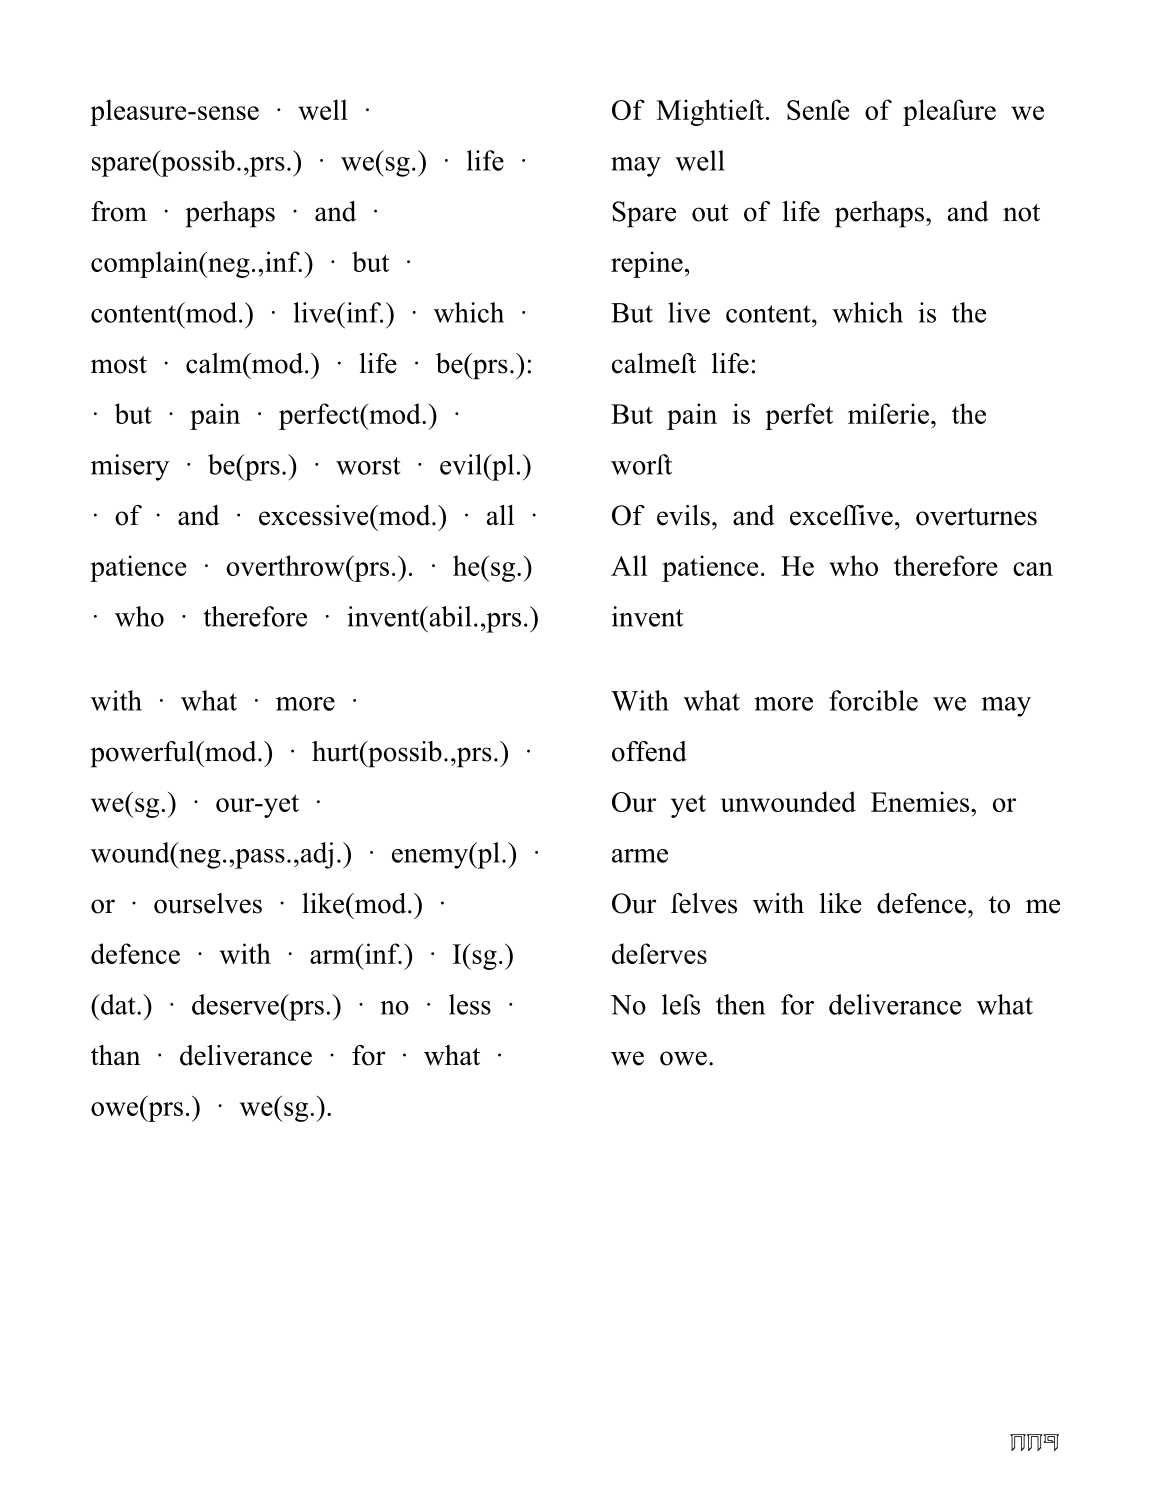 pleasure-sense · well ·
spare(possib.,prs.) · we(sg.) · life ·
from · perhaps · and ·
complain(neg.,inf.) · but ·
content(mod.) · live(inf.) · which ·
most · calm(mod.) · life · be(prs.):
· but · pain · perfect(mod.) ·
misery · be(prs.) · worst · evil(pl.)
· of · and · excessive(mod.) · all ·
patience · overthrow(prs.). · he(sg.)
· who · therefore · invent(abil.,prs.)
with · what · more ·
powerful(mod.) · hurt(possib.,prs.) ·
we(sg.) · our-yet ·
wound(neg.,pass.,adj.) · enemy(pl.) ·
or · ourselves · like(mod.) ·
defence · with · arm(inf.) · I(sg.)
(dat.) · deserve(prs.) · no · less ·
than · deliverance · for · what ·
owe(prs.) · we(sg.).
Of Mightieſt. Senſe of pleaſure we
may well
Spare out of life perhaps, and not
repine,
But live content, which is the
calmeſt life:
But pain is perfet miſerie, the
worſt
Of evils, and exceſſive, overturnes
All patience. He who therefore can
invent
With what more forcible we may
offend
Our yet unwounded Enemies, or
arme
Our ſelves with like defence, to me
deſerves
No leſs then for deliverance what
we owe.